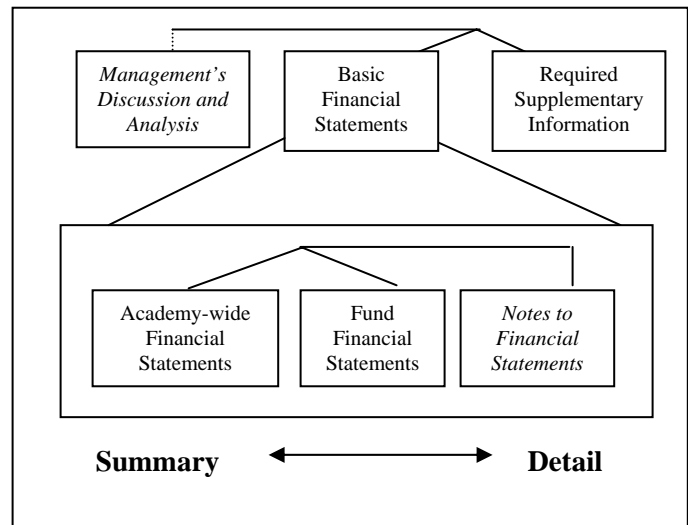 Management's
Discussion and
Analysis
Basic
Financial
Statements
Required
Supplementary
Information
Academy-wide
Financial
Statements
Fund
Financial
Statements
Notes to
Financial
Statements
Summary
Detail